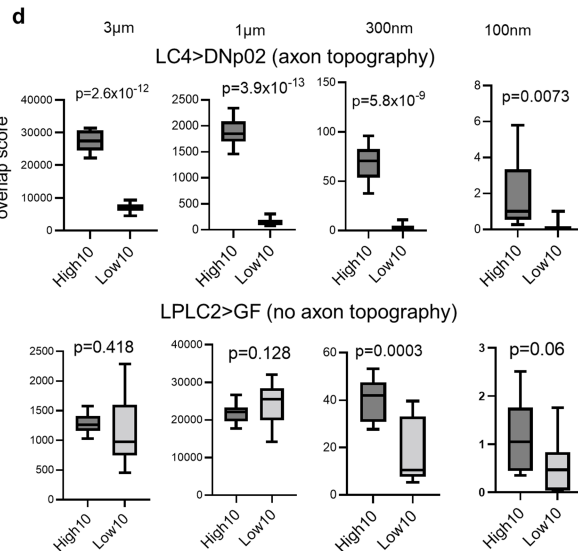 d
3μm 1μm 300nm 100nm
LC4>DNp02 (axon topography)
p=2.6x10-12 p=3.9x10-13 p=5.8x10-9 p=0.0073
overlap score
40000 30000 20000 10000 0
2500 2000 1500 1000 500 0
150 100 50 0
8 6 4 2 0
High10 Low10 High10 Low10 High10 Low10 High10 Low10
LPLC2>GF (no axon topography)
p=0.418 p=0.128 p=0.0003 p=0.06
2500 2000 1500 1000 500 0
40000 30000 20000 10000 0
60 40 20 0
3 2 1 0
High10 Low10 High10 Low10 High10 Low10 High10 Low10